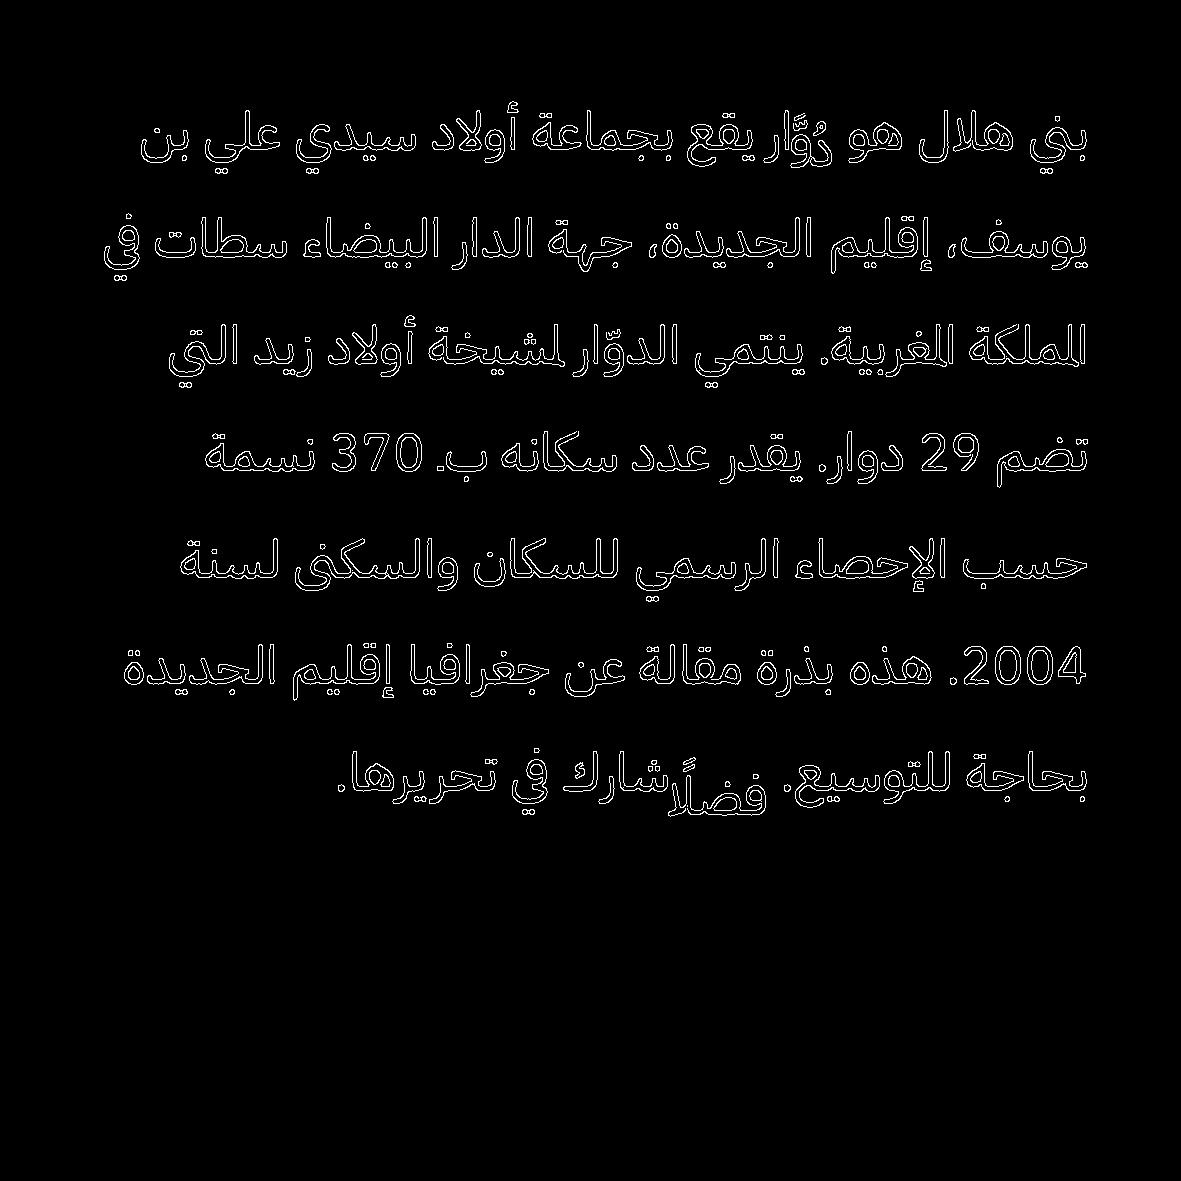 بني هلال هو دُوَّار يقع بجماعة أولاد سيدي علي بن
يوسف، إقليم الجديدة، جهة الدار البيضاء سطات في
المملكة المغربية. ينتمي الدوّار لمشيخة أولاد زيد التي
تضم 29 دوار. يقدر عدد سكانه ب. 370 نسمة
حسب الإحصاء الرسمي للسكان والسكنى لسنة
2004. هذه بذرة مقالة عن جغرافيا إقليم الجديدة
بحاجة للتوسيع. فضلًا شارك في تحريرها.